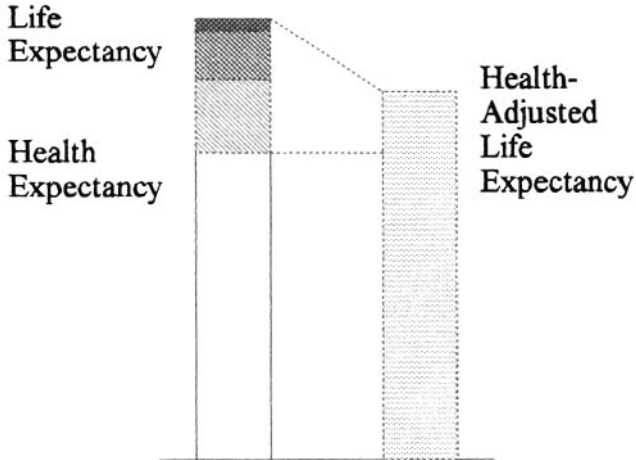 Life
Expectancy
Health
Expectancy
Health-
Adjusted
Life
Expectancy